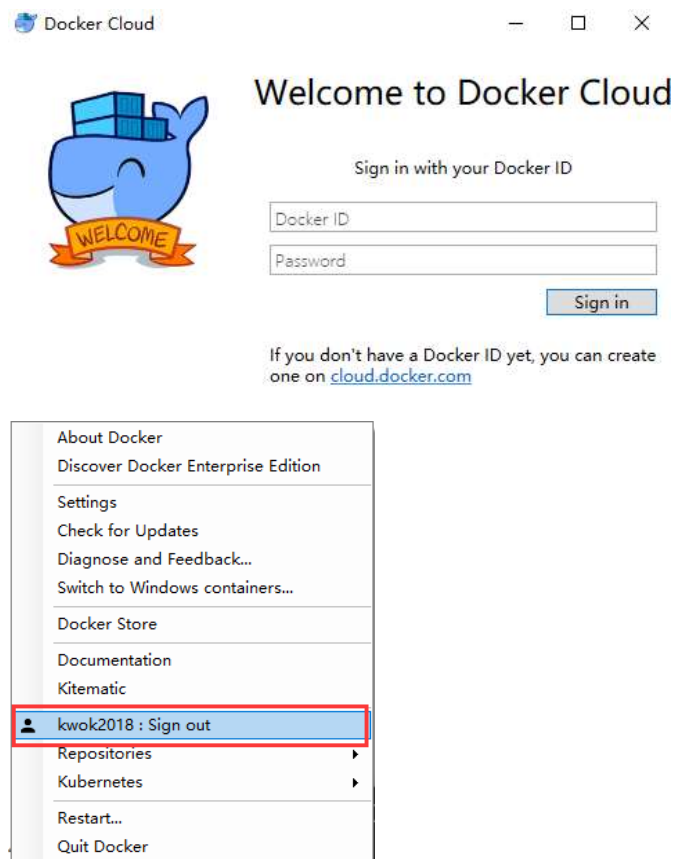 Docker Cloud
Welcome to Docker Cloud
Sign in with your Docker ID
WELCOME
Docker ID
Password
Sign in
If you don't have a Docker ID yet, you can create
one on cloud.docker.com
About Docker
Discover Docker Enterprise Edition
Settings
Check for Updates
Diagnose and Feedback...
Switch to Windows containers...
Docker Store
Documentation
Kitematic
kwok2018 : Sign out
Repositories
Kubernetes
Restart...
Quit Docker